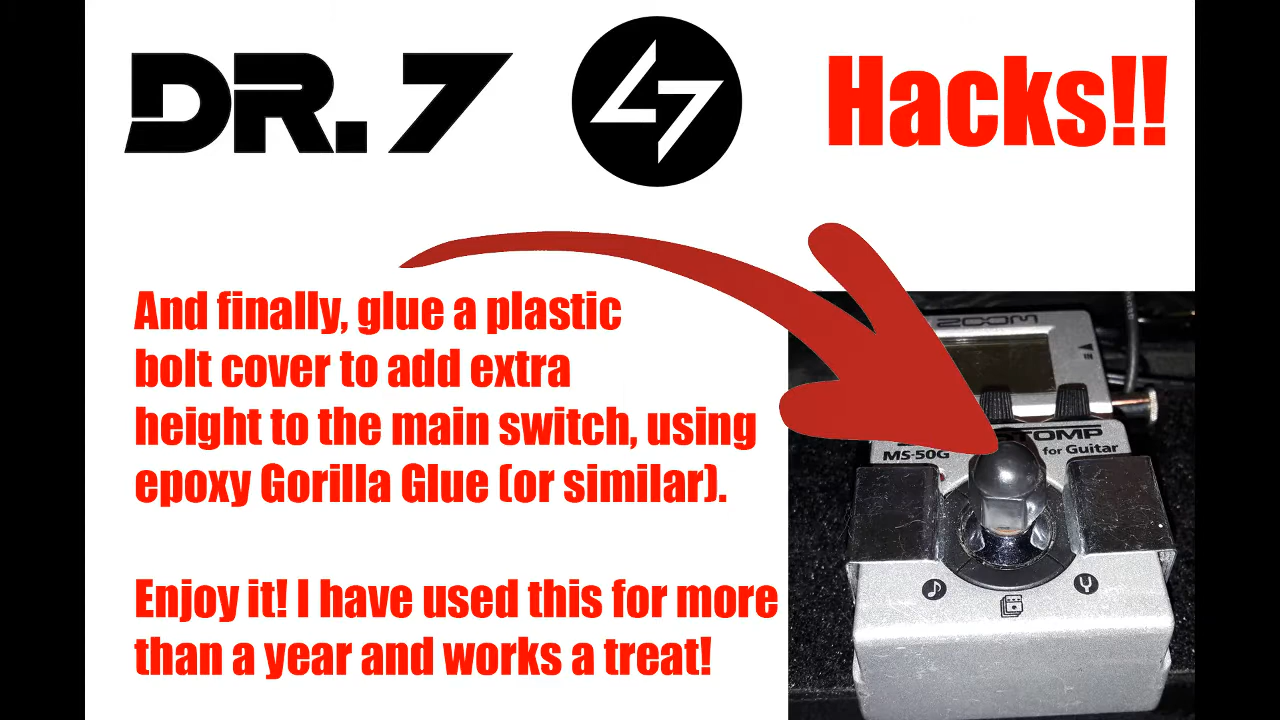 DR.7
Hacks!!
And finally, glue a plastic
bolt cover to add extra
height to the main switch, using
epoxy Gorilla Glue (or similar).
Enjoy it! I have used this for more
than a year and works a treat!
ZOOM
MS-50G
for Guitar